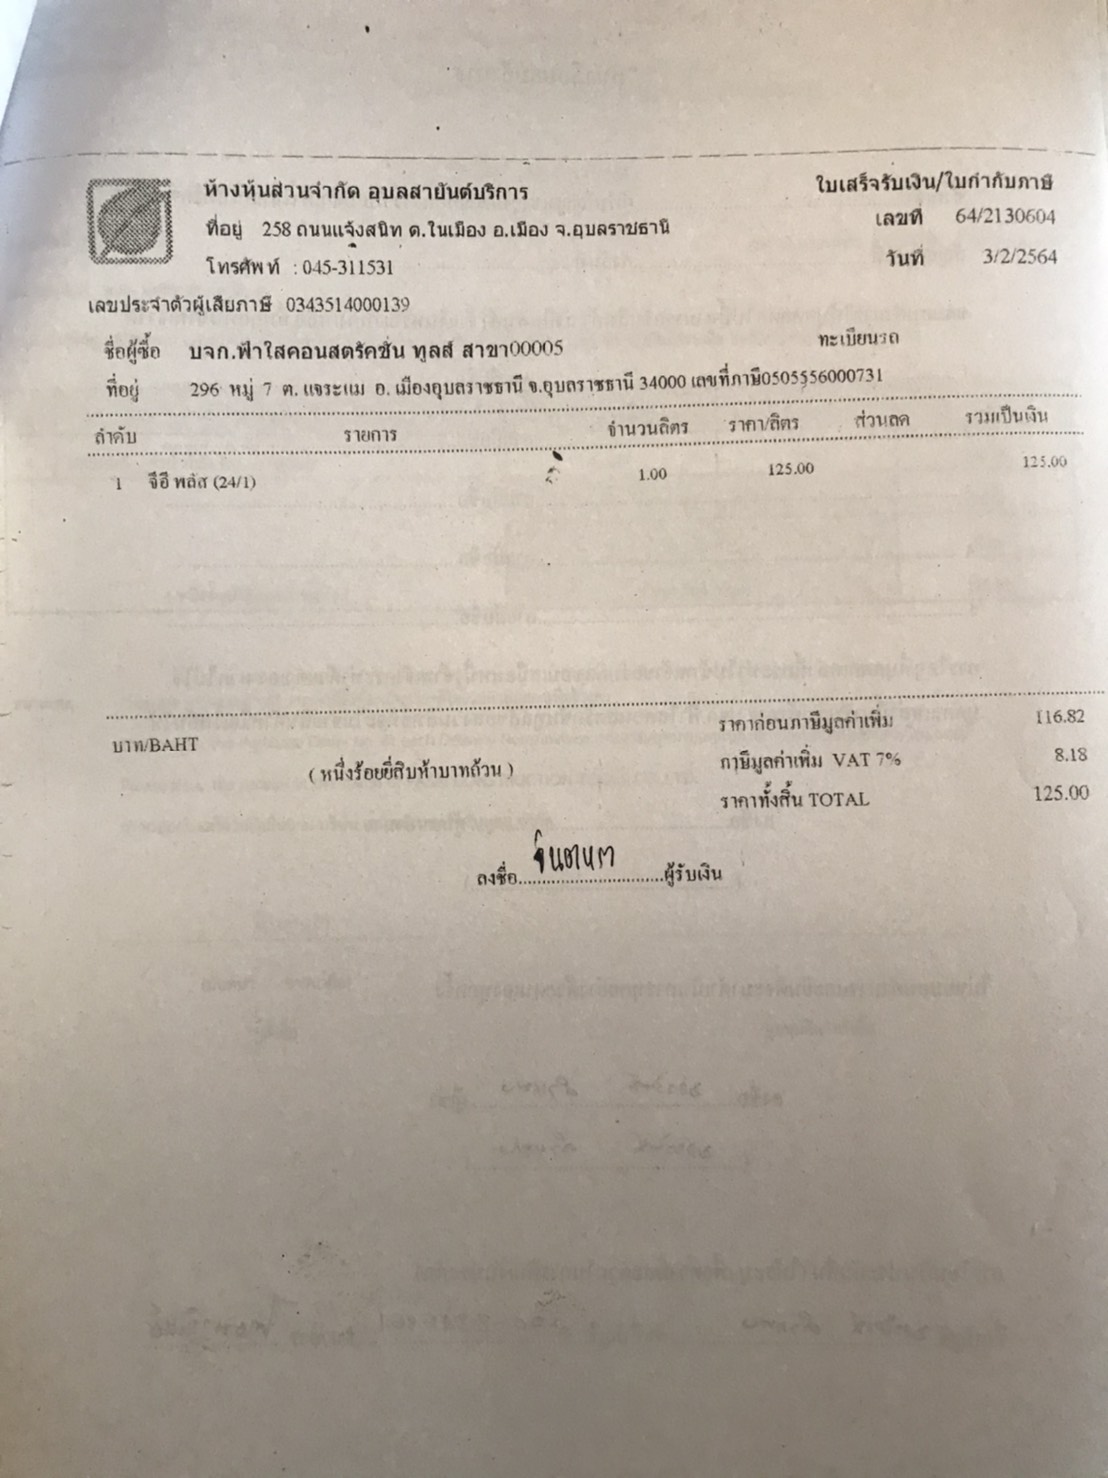 ห้างหุ้นส่วนจำกัด อุบลสายันต์บริการ
ใบเสร็จรับเงิน/ใบกำกับภาษี
ที่อยู่ 258 ถนนแจ้งสนิท ต.ในเมือง อ.เมือง จ.อุบลราชธานี
เลขที่ 64/2130604
โทรศัพท์ : 045-311531
วันที่ 3/2/2564
เลขประจำตัวผู้เสียภาษี 0343514000139
ชื่อผู้ซื้อ บจก.ฟ้าใสคอนสตรัคชั่น ทูลส์ สาขา00005 ทะเบียนรถ
ที่อยู่ 296 หมู่ 7 ต. แจระแม อ. เมืองอุบลราชธานี จ.อุบลราชธานี 34000 เลขที่ภาษี0505556000731
ลำดับ รายการ จำนวนลิตร ราคา/ลิตร ส่วนลด รวมเป็นเงิน
1 จีอี พลัส (24/1) 1.00 125.00 125.00
ราคาก่อนภาษีมูลค่าเพิ่ม 116.82
บาท/BAHT
( หนึ่งร้อยยี่สิบห้าบาทถ้วน ) ภาษีมูลค่าเพิ่ม VAT 7% 8.18
ราคาทั้งสิ้น TOTAL 125.00
ลงชื่อ..........................ผู้รับเงิน